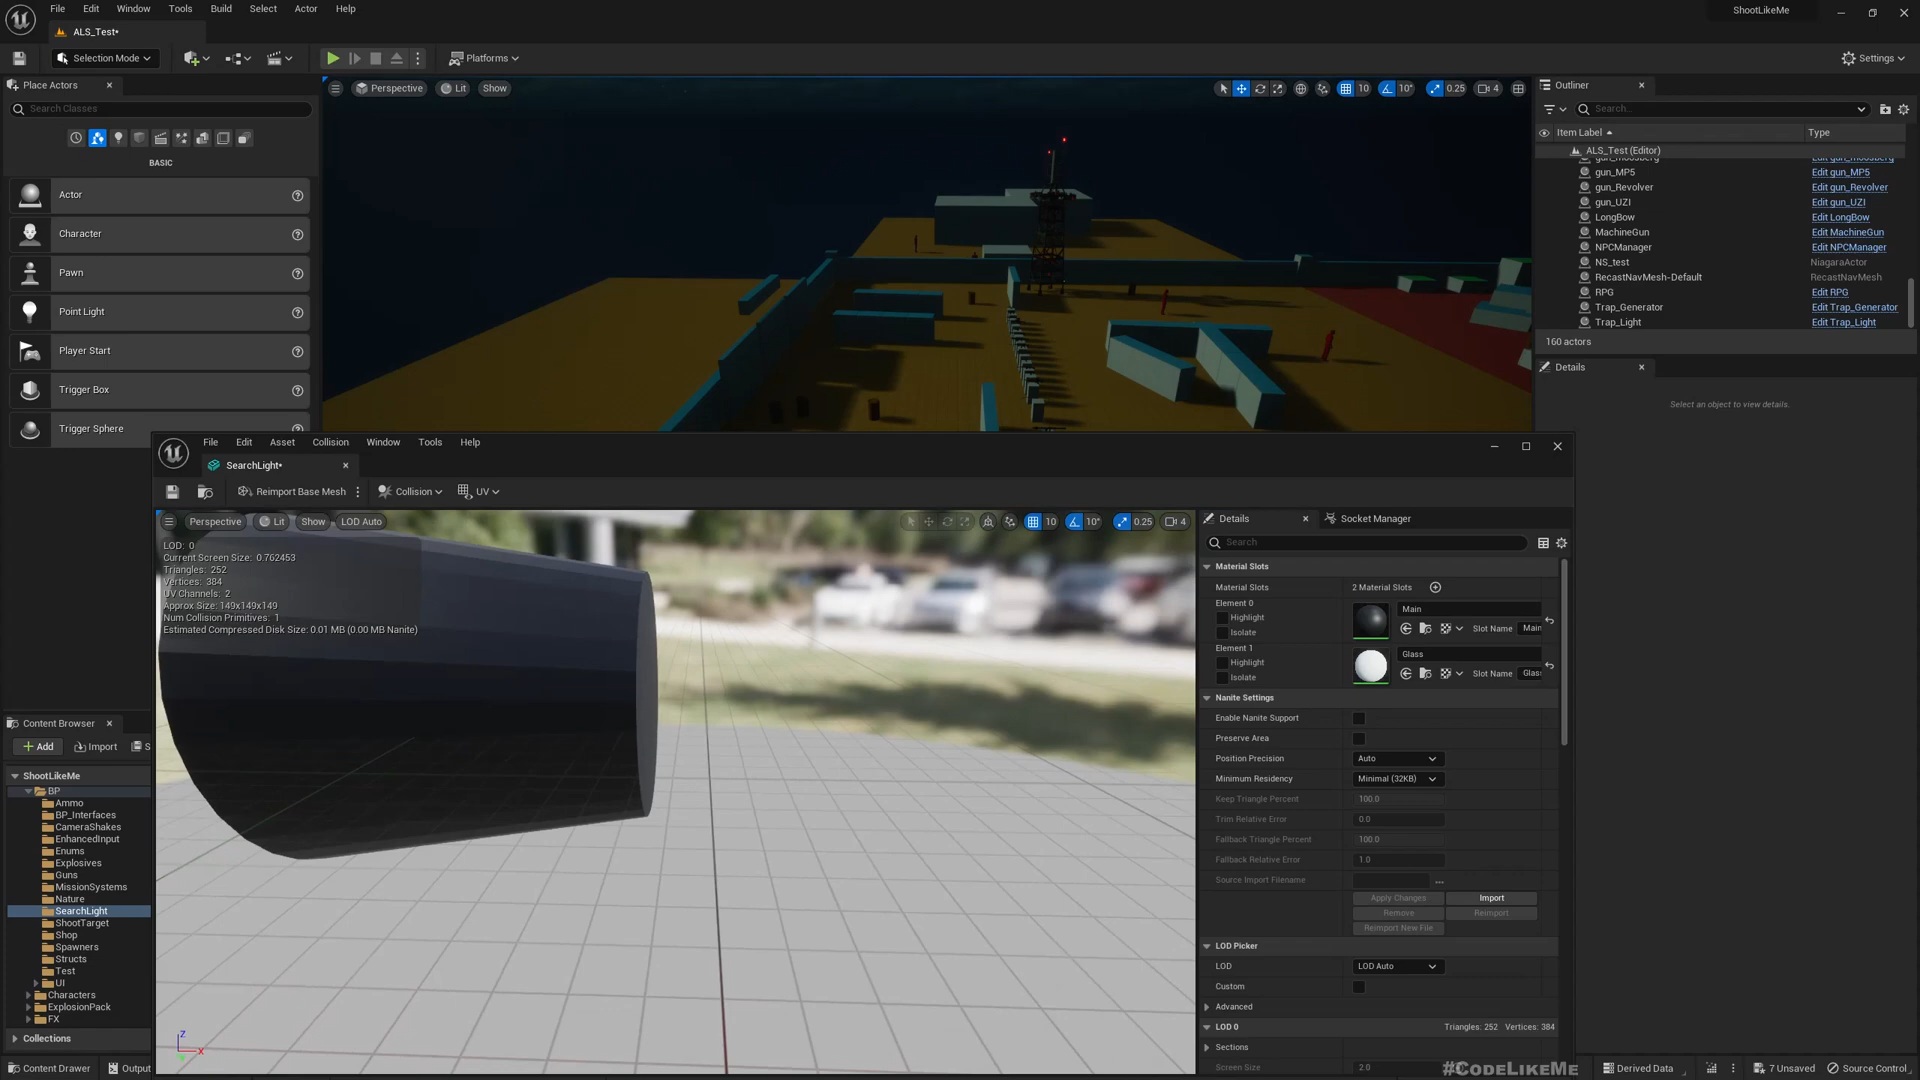 File Edit Window Tools Build Select Actor Help
ShootLikeMe
ALS_Test•
Selection Mode
Platforms
Settings
Place Actors
Search Classes
BASIC
Actor
Character
Pawn
Point Light
Player Start
Trigger Box
Trigger Sphere
Perspective Lit Show
10 10° 0.25 4
Outliner
Search...
Item Label Type
ALS_Test (Editor)
gun_MP5 Edit gun_MP5
gun_Revolver Edit gun_Revolver
gun_UZI Edit gun_UZI
LongBow Edit LongBow
MachineGun Edit MachineGun
NPCManager Edit NPCManager
NS_test NiagaraActor
RecastNavMesh-Default RecastNavMesh
RPG Edit RPG
Trap_Generator Edit Trap_Generator
Trap_Light Edit Trap_Light
160 actors
Details
Select an object to view details.
File Edit Asset Collision Window Tools Help
SearchLight•
Reimport Base Mesh Collision UV
Perspective Lit Show LOD Auto
10 10° 0.25 4
LOD: 0
Current Screen Size: 0.762453
Triangles: 252
Vertices: 384
UV Channels: 2
Approx Size: 149x149x149
Num Collision Primitives: 1
Estimated Compressed Disk Size: 0.01 MB (0.00 MB Nanite)
Z
X
Details Socket Manager
Search
Material Slots
Material Slots 2 Material Slots
Element 0 Main
Highlight
Isolate Slot Name Main
Element 1 Glass
Highlight
Isolate Slot Name Glass
Nanite Settings
Enable Nanite Support
Preserve Area
Position Precision Auto
Minimum Residency Minimal (32KB)
Keep Triangle Percent 100.0
Trim Relative Error 0.0
Fallback Triangle Percent 100.0
Fallback Relative Error 1.0
Source Import Filename ...
Apply Changes Import
Remove Reimport
Reimport New File
LOD Picker
LOD LOD Auto
Custom
Advanced
LOD 0 Triangles: 252 Vertices: 384
Sections
Screen Size 2.0
Content Browser
Add Import S
ShootLikeMe
BP
Ammo
BP_Interfaces
CameraShakes
EnhancedInput
Enums
Explosives
Guns
MissionSystems
Nature
SearchLight
ShootTarget
Shop
Spawners
Structs
Test
UI
Characters
ExplosionPack
FX
Collections
Content Drawer Output
#CODELIKEME
Derived Data 7 Unsaved Source Control